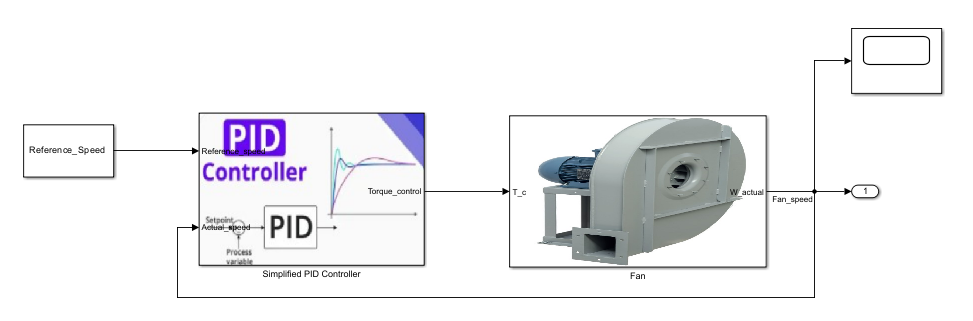 Reference_Speed
PID
Controller
Reference_speed
Torque_control
Setpoint
Actual_speed
PID
Process
variable
Simplified PID Controller
T_c
W_actual
Fan_speed
Fan
1